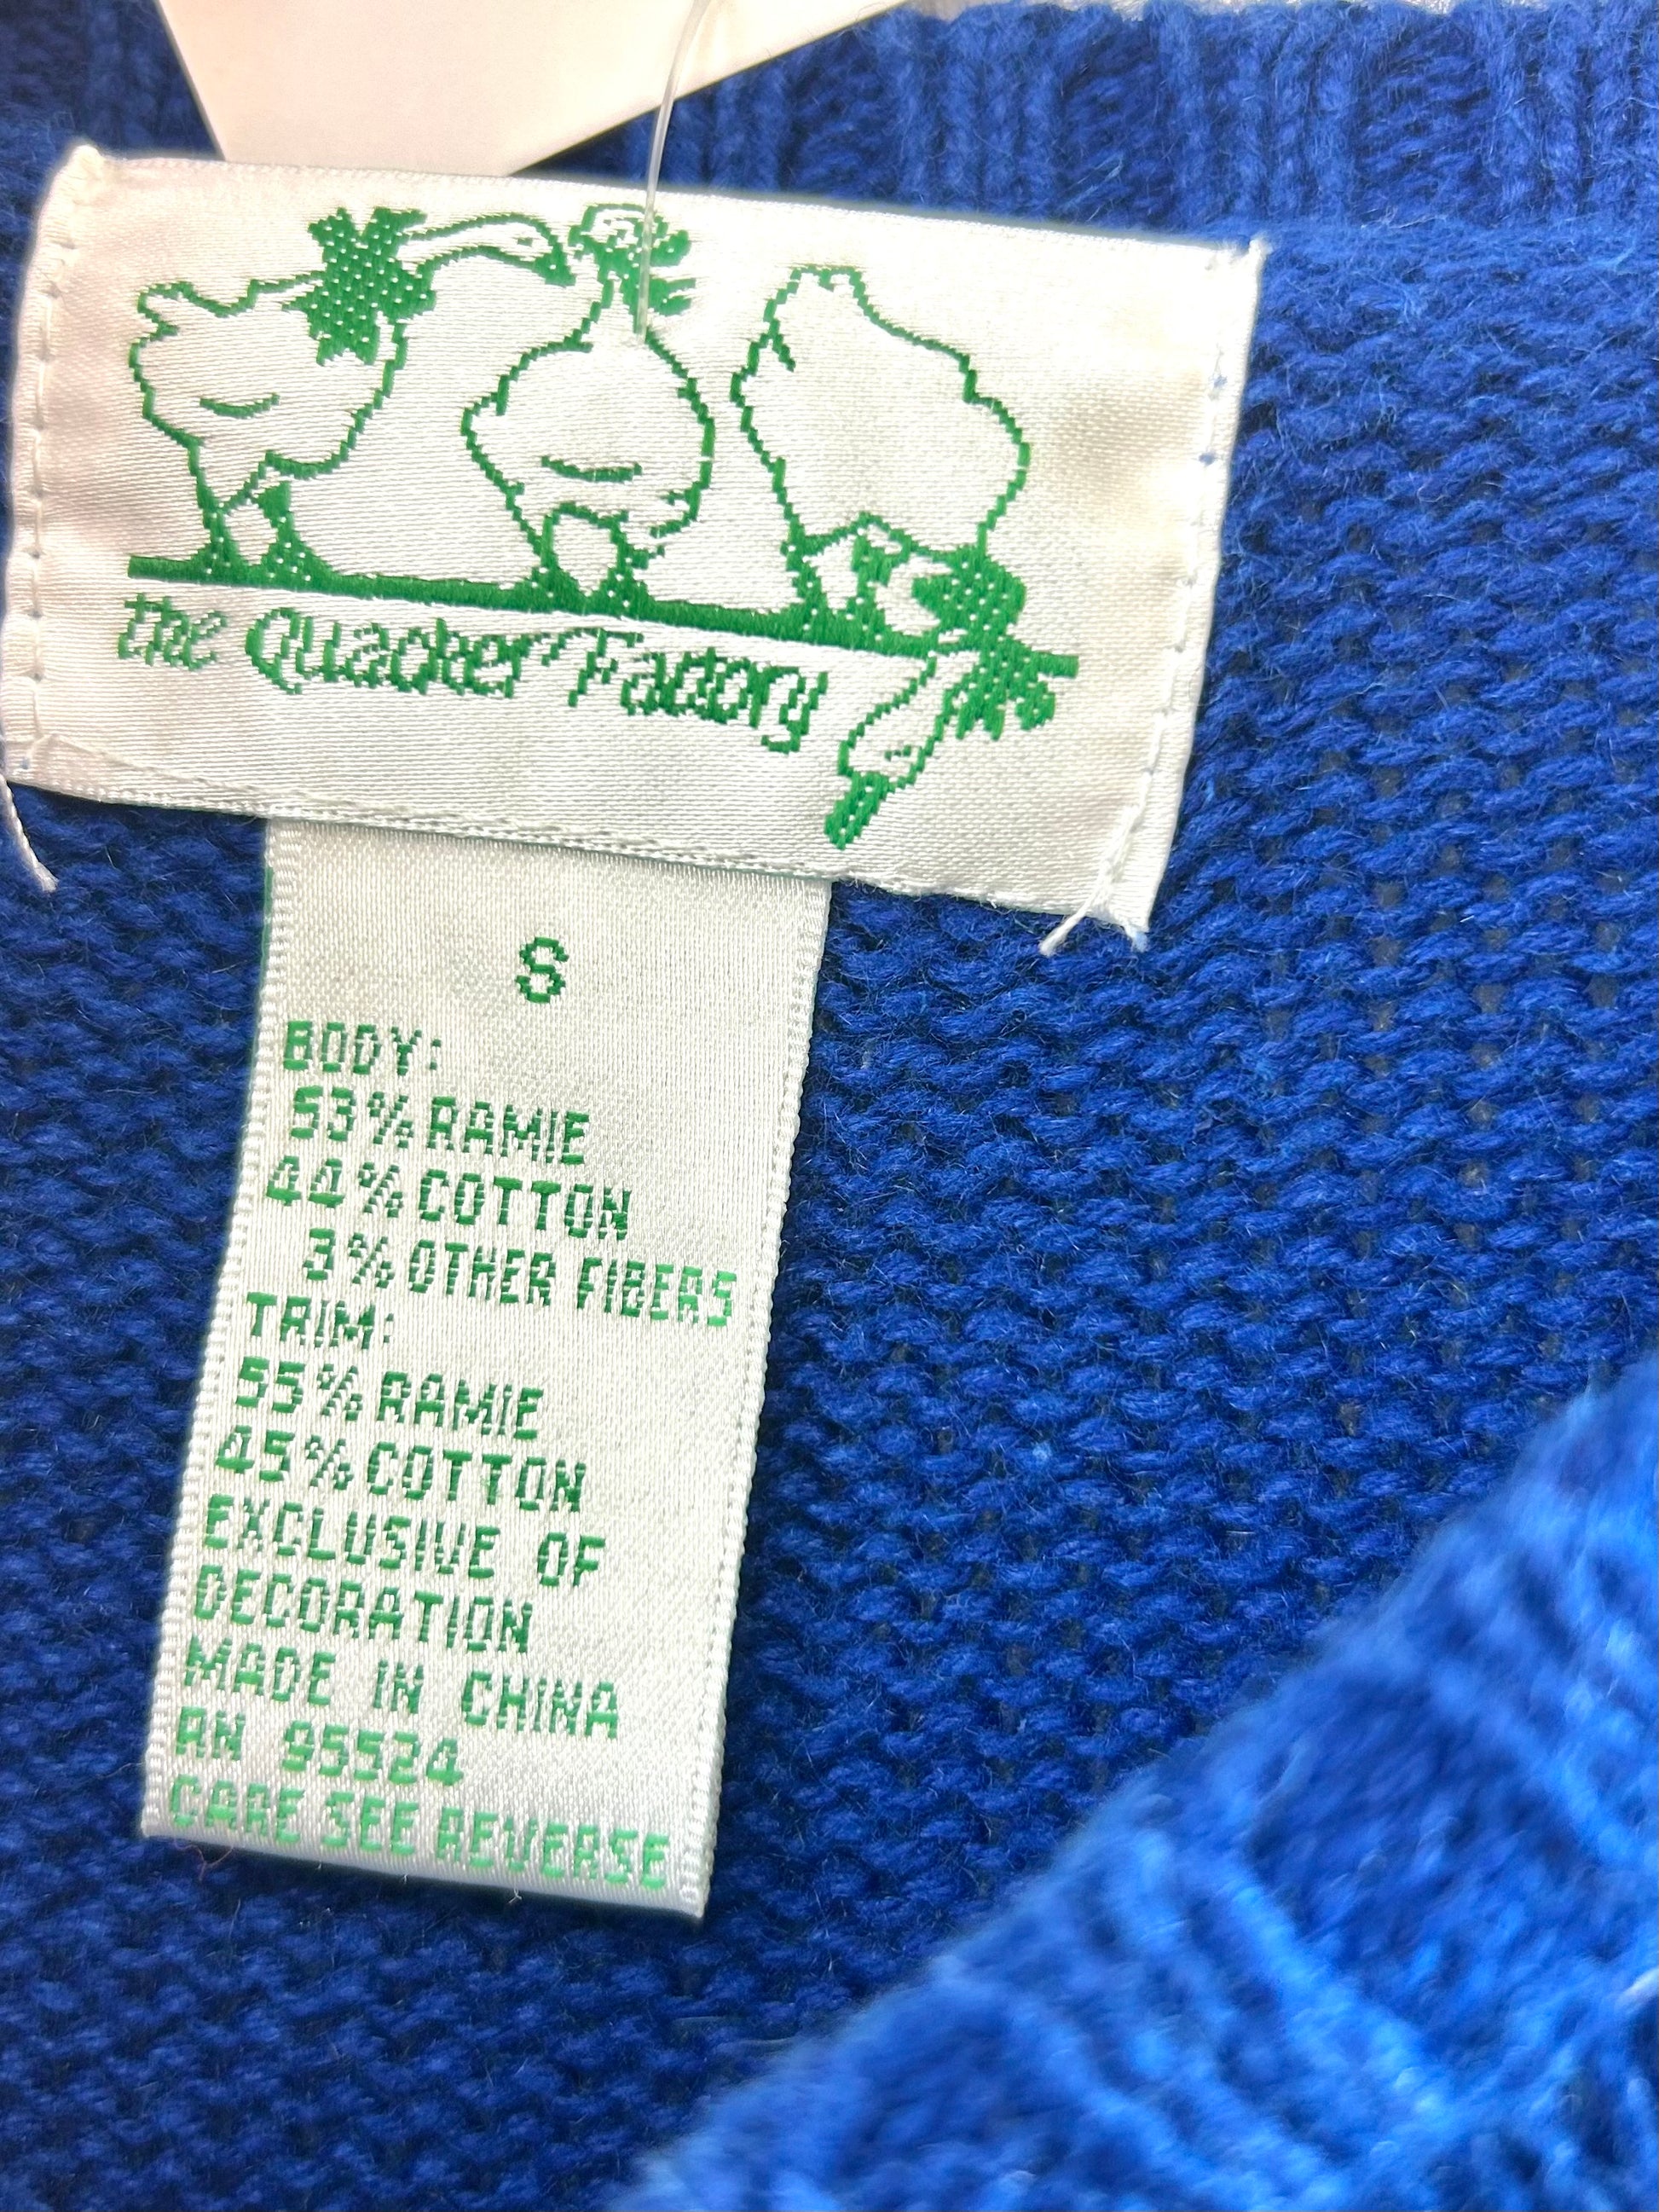 the Quacker Factory
S
BODY:
53% RAMIE
44% COTTON
3% OTHER FIBERS
TRIM:
55% RAMIE
45% COTTON
EXCLUSIVE OF
DECORATION
MADE IN CHINA
RN 95524
CARE SEE REVERSE